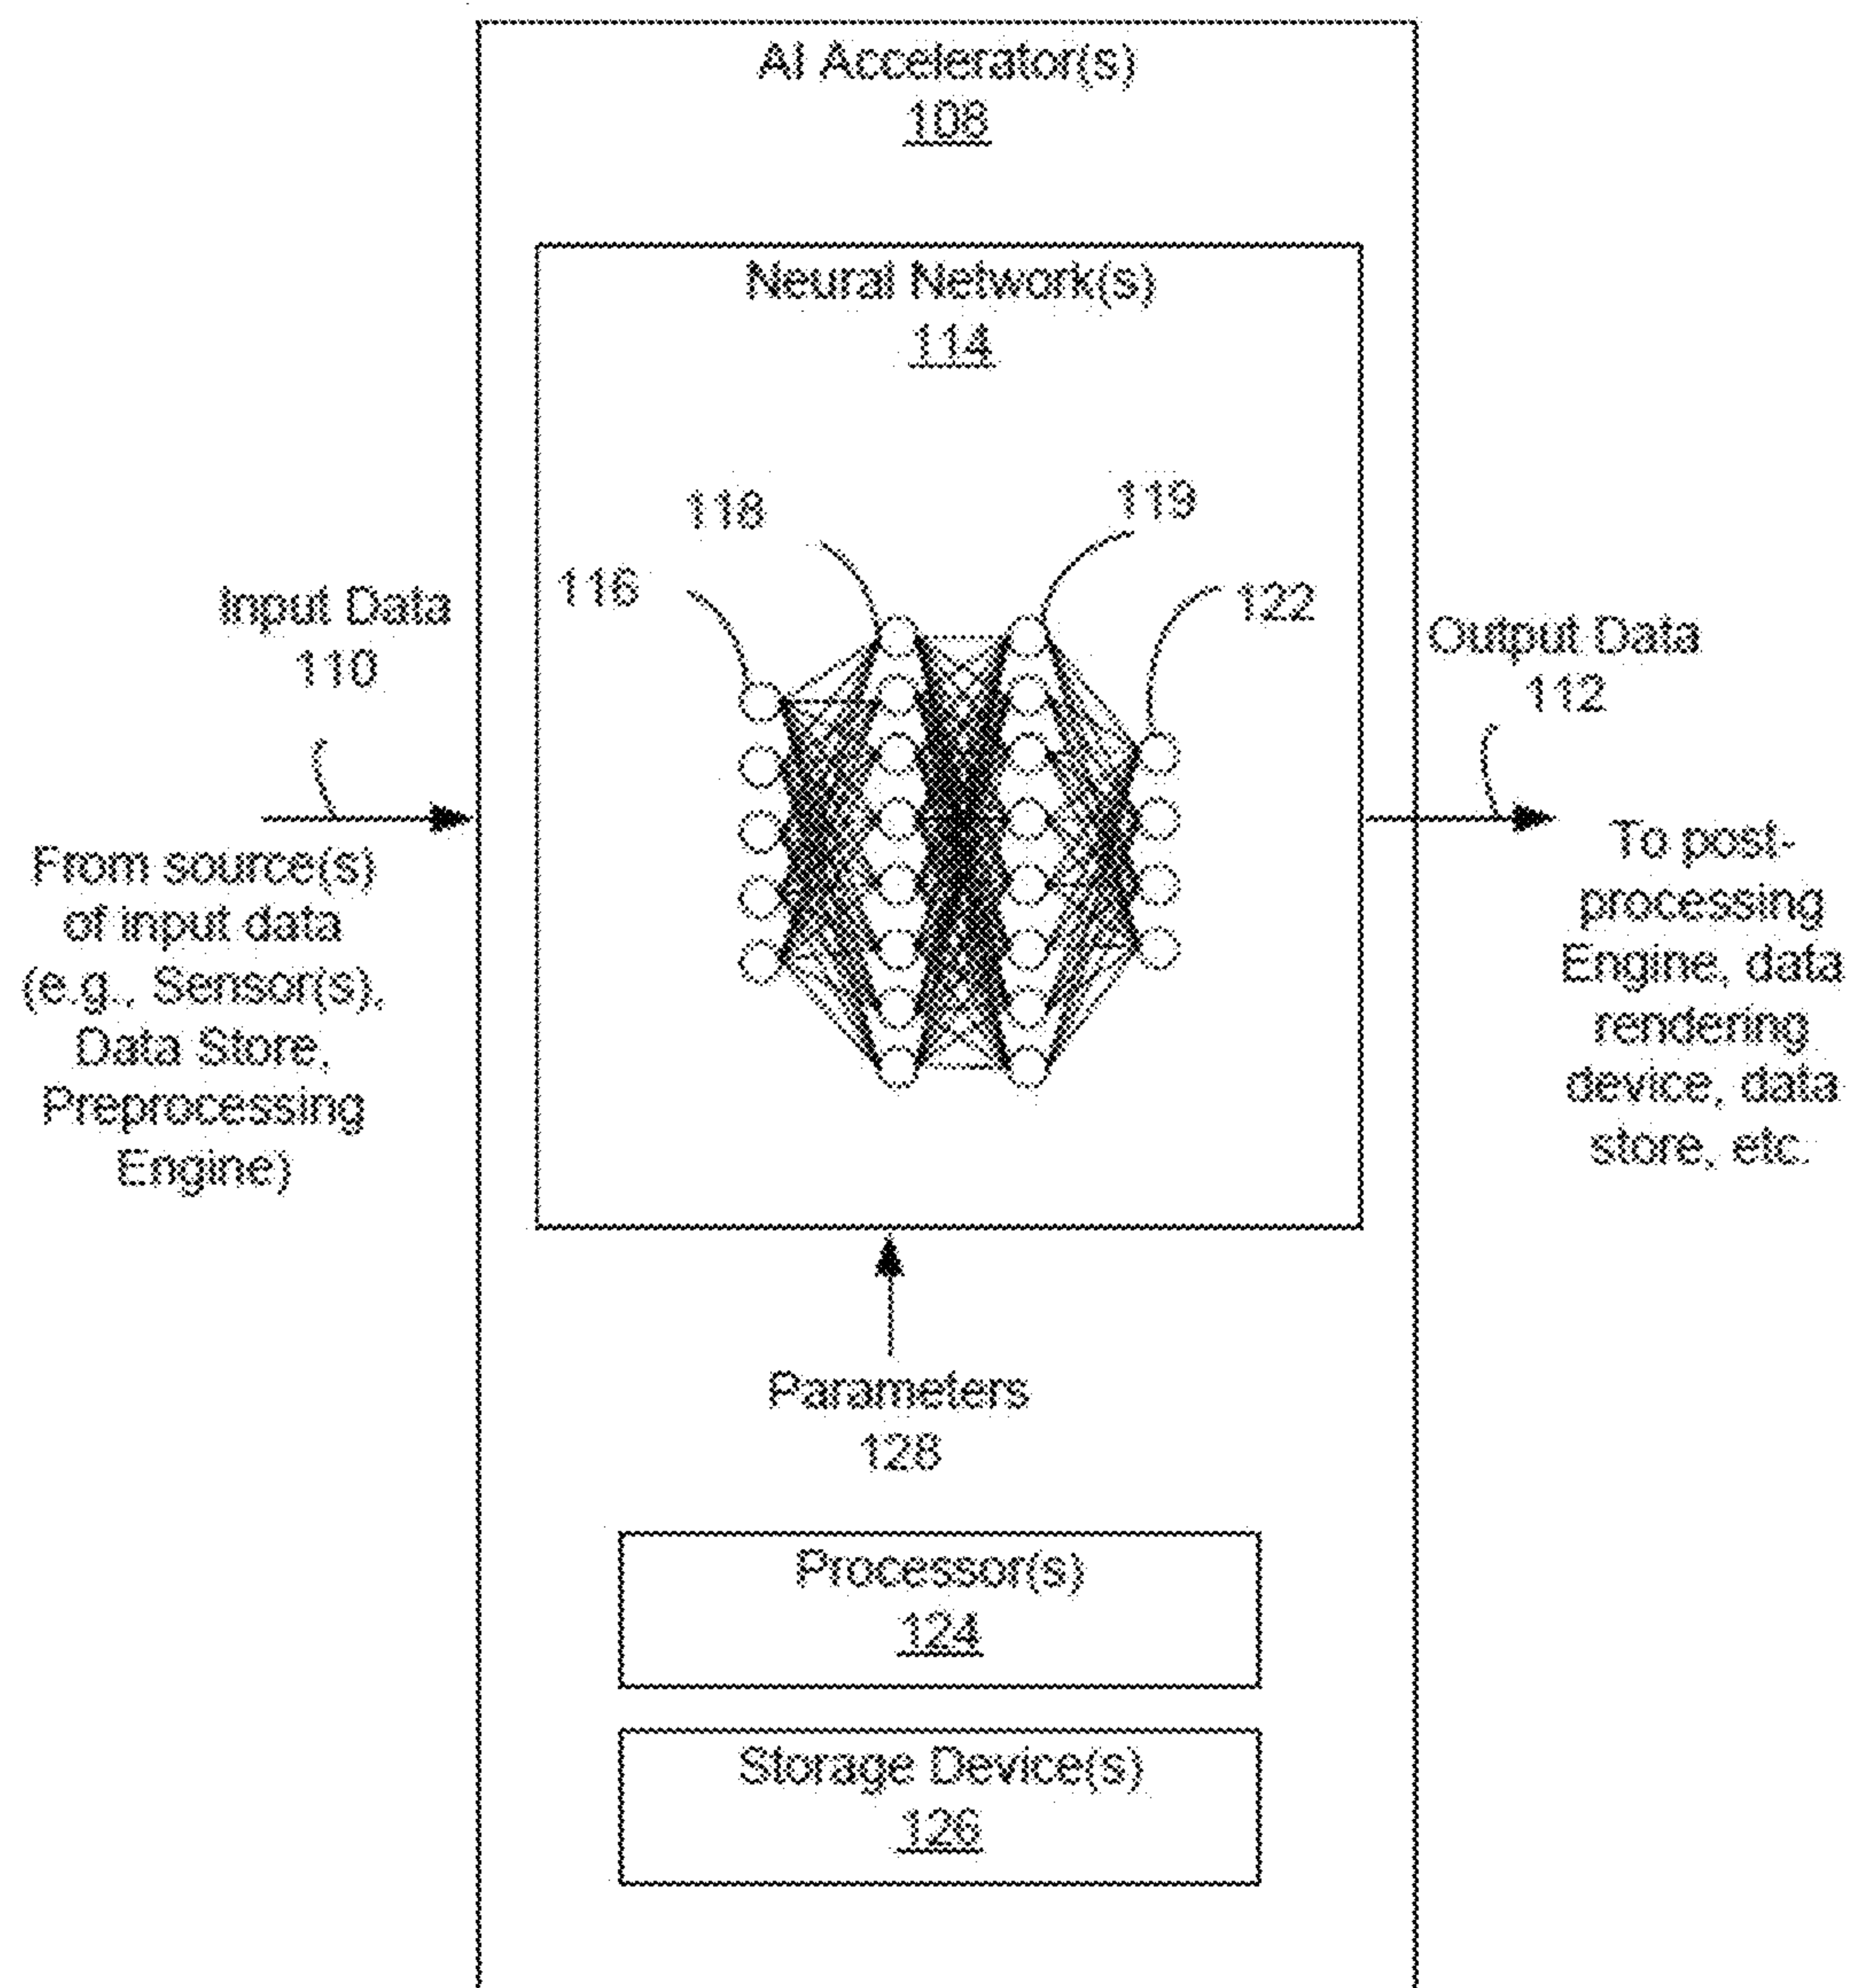 AI Accelerator(s)
108
Neural Network(s)
114
118
119
116
122
Input Data
110
Output Data
112
From source(s)
of input data
(e.g., Sensor(s),
Data Store,
Preprocessing
Engine)
To post-
processing
Engine, data
rendering
device, data
store, etc.
Parameters
128
Processor(s)
124
Storage Device(s)
126